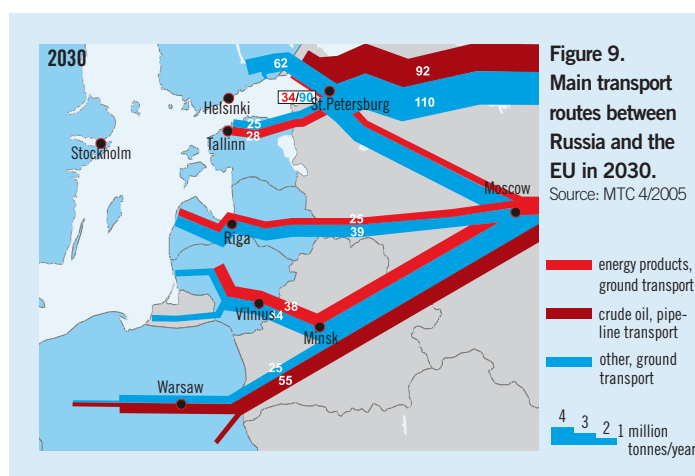 2030
62
92
34/90
110
Helsinki
St.Petersburg
25
28
Tallinn
Stockholm
Moscow
25
39
Riga
38
Vilnius
Minsk
25
55
Warsaw
Figure 9.
Main transport
routes between
Russia and the
EU in 2030.
Source: MTC 4/2005
energy products,
ground transport
crude oil, pipe-
line transport
other, ground
transport
4 3 2 1 million
tonnes/year